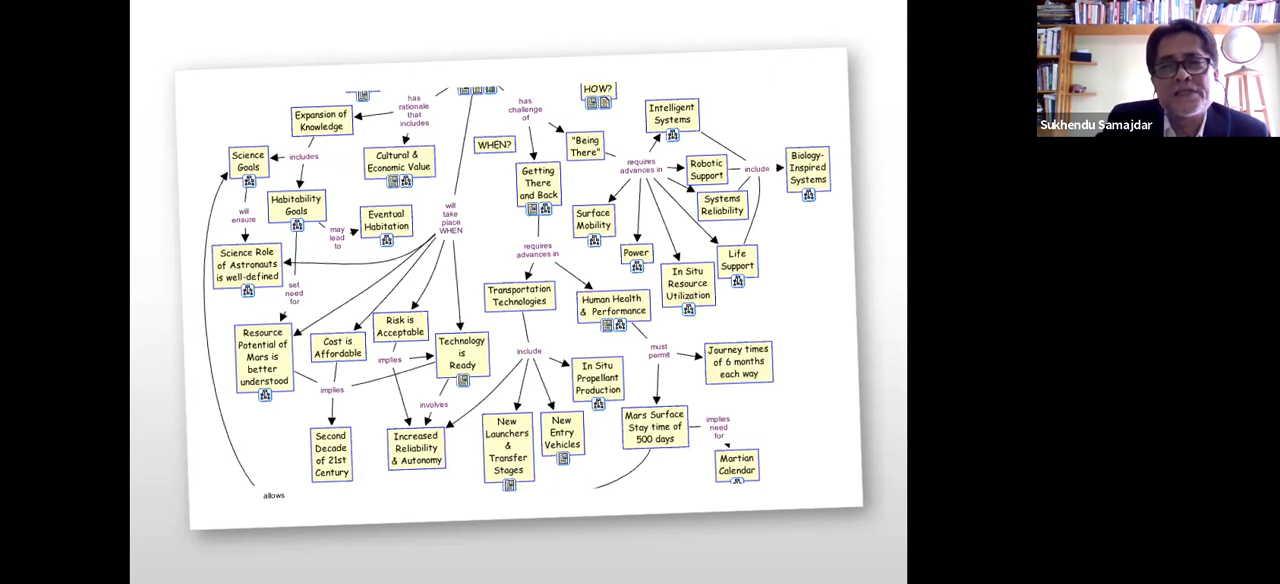 HOW?
has
rationale
that
includes
has
challenge
of
Expansion of
Knowledge
Intelligent
Systems
WHEN?
"Being
There"
Science
Goals
includes
Cultural &
Economic Value
Getting
There
and Back
requires
advances in
Robotic
Support
include
Biology-
Inspired
Systems
Habitability
Goals
will
ensure
may
lead
to
Eventual
Habitation
will
take
place
WHEN
Surface
Mobility
Systems
Reliability
Science Role
of Astronauts
is well-defined
requires
advances in
Power
In Situ
Resource
Utilization
Life
Support
set
need
for
Transportation
Technologies
Human Health
& Performance
Resource
Potential of
Mars is
better
understood
Cost is
Affordable
Risk is
Acceptable
implies
Technology
is
Ready
include
must
permit
Journey times
of 6 months
each way
implies
involves
In Situ
Propellant
Production
Second
Decade
of 21st
Century
Increased
Reliability
& Autonomy
New
Launchers
&
Transfer
Stages
New
Entry
Vehicles
Mars Surface
Stay time of
500 days
implies
need
for
Martian
Calendar
allows
Sukhendu Samajdar